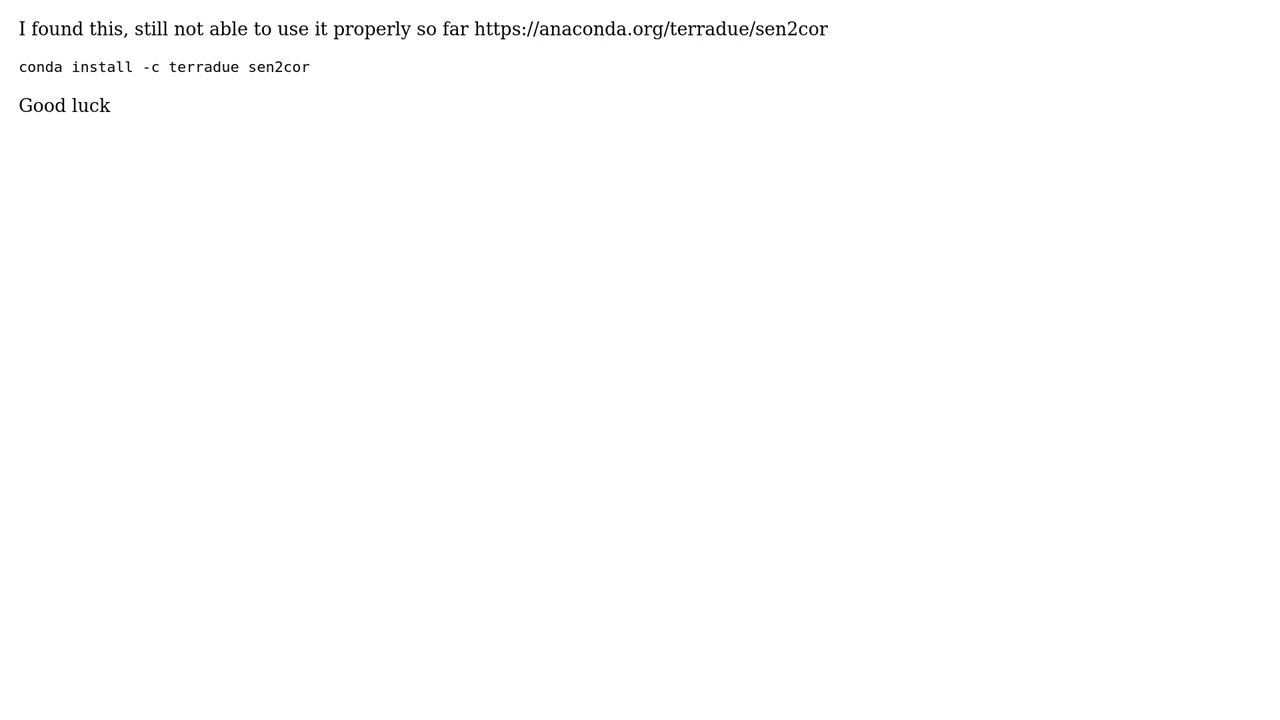 I found this, still not able to use it properly so far https://anaconda.org/terradue/sen2cor
conda install -c terradue sen2cor
Good luck